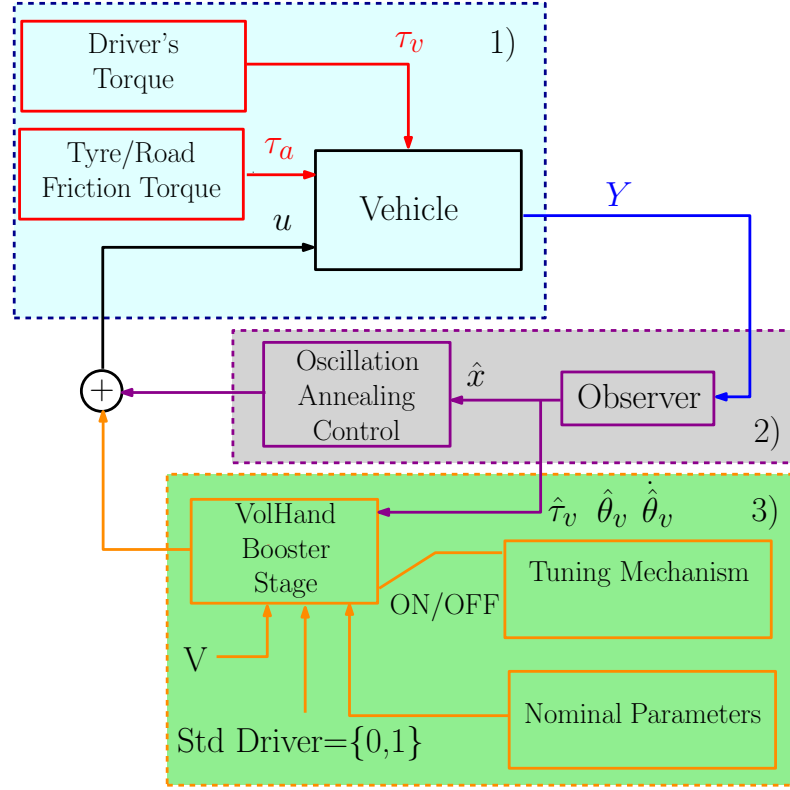 Driver's
Torque
τ_v
1)
Tyre/Road
Friction Torque
τ_a
Vehicle
u
Y
Oscillation
Annealing
Control
x̂
Observer
+
2)
VolHand
Booster
Stage
τ̂_v θ̂_v θ̂̇_v
3)
Tuning Mechanism
ON/OFF
V
Nominal Parameters
Std Driver={0,1}